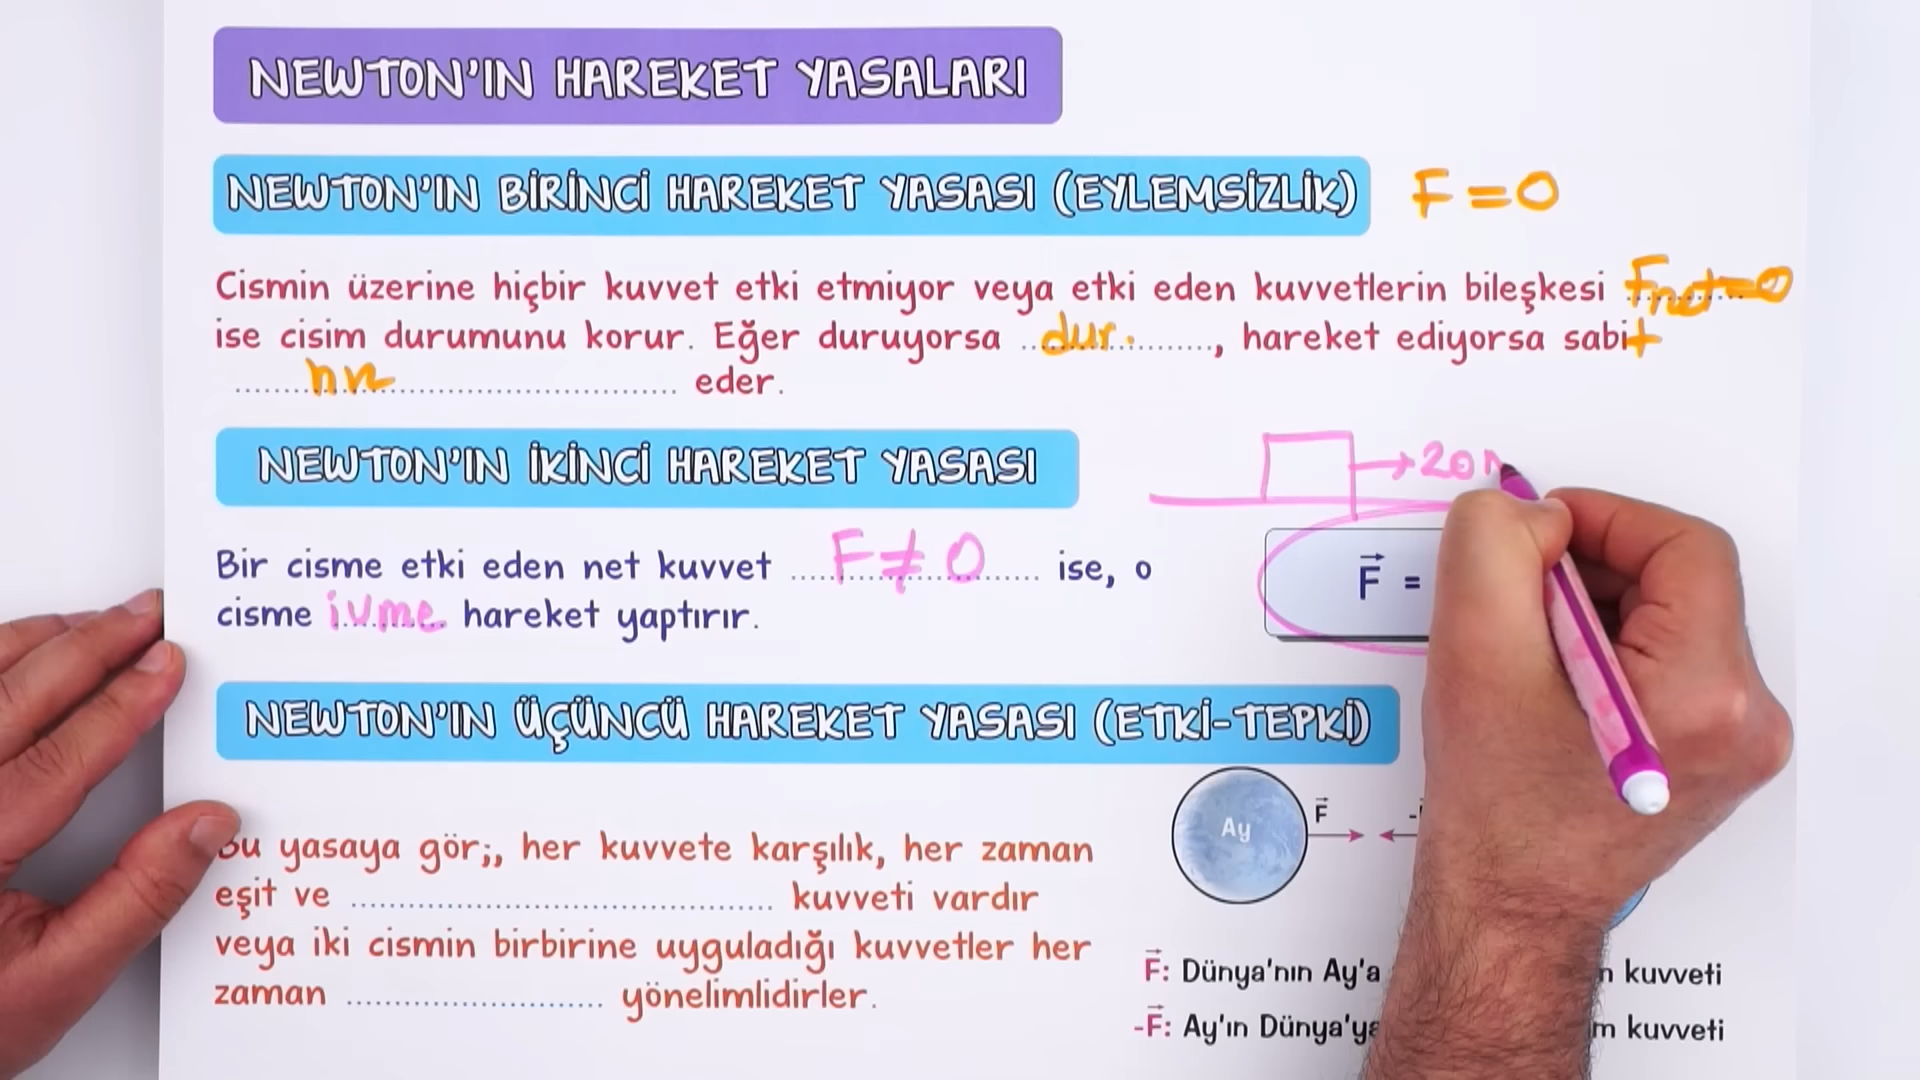 NEWTON'IN HAREKET YASALARI
NEWTON'IN BİRİNCİ HAREKET YASASI (EYLEMSİZLİK) F = 0
Cismin üzerine hiçbir kuvvet etki etmiyor veya etki eden kuvvetlerin bileşkesi Fnet=0
ise cisim durumunu korur. Eğer duruyorsa ...dur............, hareket ediyorsa sabit
................................................ eder.
NEWTON'IN İKİNCİ HAREKET YASASI
→20
Bir cisme etki eden net kuvvet ... F≠0 ... ise, o
cisme ivme hareket yaptırır.
F =
NEWTON'IN ÜÇÜNCÜ HAREKET YASASI (ETKİ-TEPKİ)
Ay
F
Bu yasaya gör;, her kuvvete karşılık, her zaman
eşit ve .............................................. kuvveti vardır
veya iki cismin birbirine uyguladığı kuvvetler her
zaman ............................ yönelimlidirler.
F: Dünya'nın Ay'a kuvveti
-F: Ay'ın Dünya'ya kuvveti